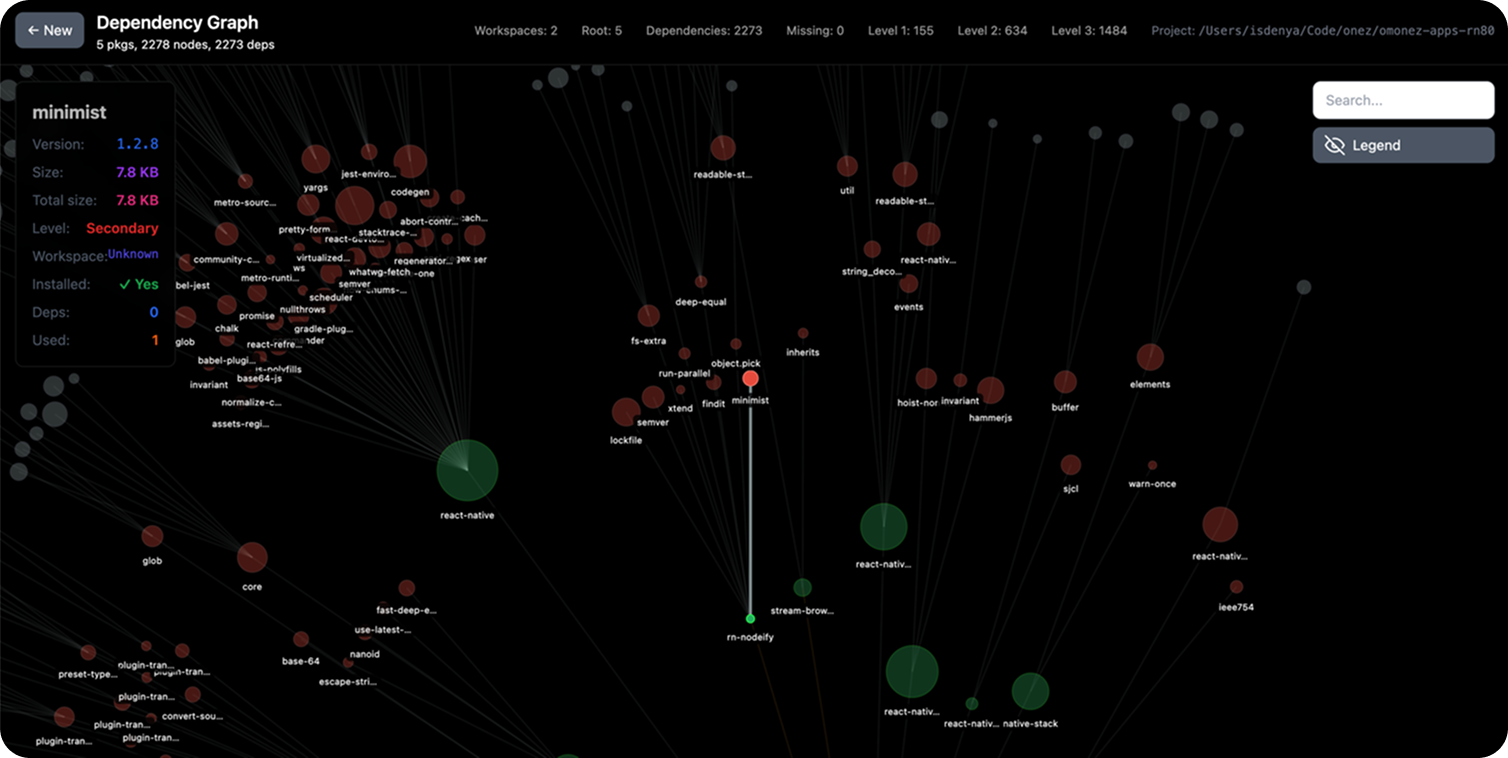 ← New
Dependency Graph
5 pkgs, 2278 nodes, 2273 deps
Workspaces: 2
Root: 5
Dependencies: 2273
Missing: 0
Level 1: 155
Level 2: 634
Level 3: 1484
Project: /Users/isdenya/Code/onez/omonez-apps-rn80
minimist
Version: 1.2.8
Size: 7.8 KB
Total size: 7.8 KB
Level: Secondary
Workspace: Unknown
Installed: ✓ Yes
Deps: 0
Used: 1
Search...
Legend
yargs
jest-enviro...
codegen
metro-sourc...
abort-contr...
pretty-form...
stacktrace-...
community-c...
virtualized...
regenerator...
ws
whatwg-fetch
-one
metro-runti...
semver
bel-jest
scheduler
nullthrows
promise
chalk
gradle-plug...
glob
react-refre...
babel-plugi...
base64-js
invariant
normalize-c...
assets-regi...
react-native
readable-st...
deep-equal
fs-extra
object.pick
run-parallel
inherits
minimist
findit
xtend
semver
lockfile
util
readable-st...
react-nativ...
string_deco...
events
hoist-non
invariant
hammerjs
buffer
elements
sjcl
warn-once
react-nativ...
react-nativ...
ieee754
glob
core
fast-deep-e...
use-latest-...
nanoid
base-64
escape-stri...
rn-nodeify
stream-brow...
plugin-tran...
preset-type...
plugin-tran...
plugin-tran...
convert-sou...
plugin-tran...
plugin-tran...
plugin-tran...
react-nativ...
react-nativ...
native-stack